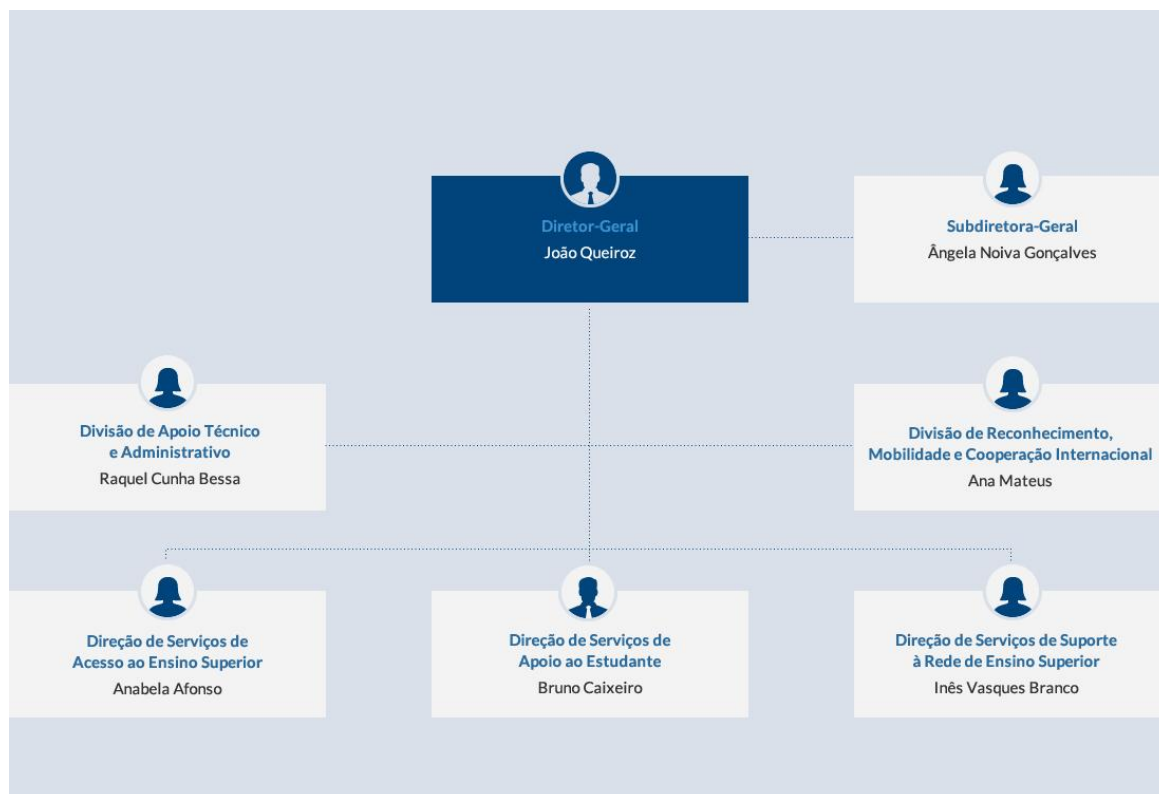 Diretor-Geral
João Queiroz
Subdiretora-Geral
Ângela Noiva Gonçalves
Divisão de Apoio Técnico
e Administrativo
Raquel Cunha Bessa
Divisão de Reconhecimento,
Mobilidade e Cooperação Internacional
Ana Mateus
Direção de Serviços de
Acesso ao Ensino Superior
Anabela Afonso
Direção de Serviços de
Apoio ao Estudante
Bruno Caixeiro
Direção de Serviços de Suporte
à Rede de Ensino Superior
Inês Vasques Branco